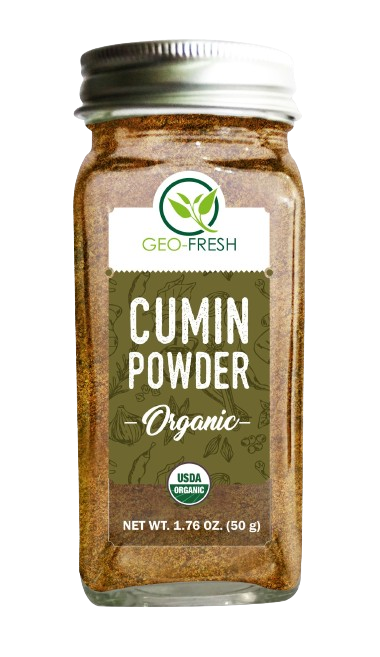 GEO-FRESH
CUMIN
POWDER
– Organic –
USDA
ORGANIC
NET WT. 1.76 OZ. (50 g)